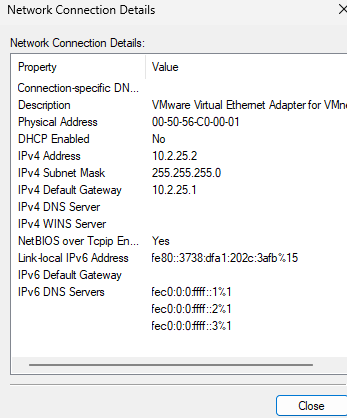 Network Connection Details
Network Connection Details:
Property Value
Connection-specific DN...
Description VMware Virtual Ethernet Adapter for VMn
Physical Address 00-50-56-C0-00-01
DHCP Enabled No
IPv4 Address 10.2.25.2
IPv4 Subnet Mask 255.255.255.0
IPv4 Default Gateway 10.2.25.1
IPv4 DNS Server
IPv4 WINS Server
NetBIOS over Tcpip En... Yes
Link-local IPv6 Address fe80::3738:dfa1:202c:3afb%15
IPv6 Default Gateway
IPv6 DNS Servers fec0:0:0:ffff::1%1
fec0:0:0:ffff::2%1
fec0:0:0:ffff::3%1
Close